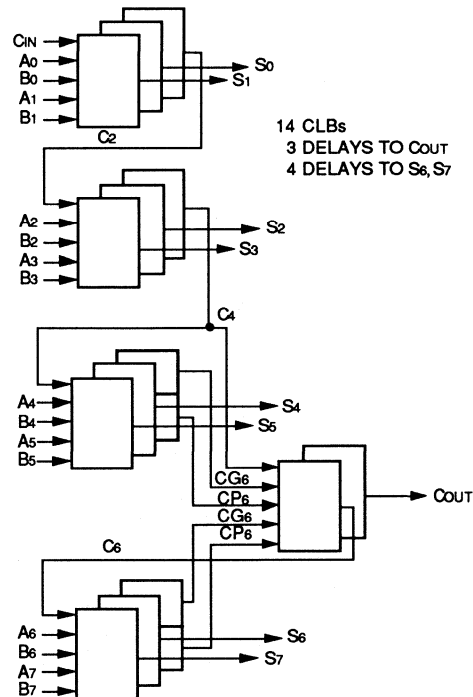 CIN
A0
B0
A1
B1
S0
S1
C2
14 CLBs
3 DELAYS TO COUT
4 DELAYS TO S6, S7
A2
B2
A3
B3
S2
S3
C4
A4
B4
A5
B5
S4
S5
CG6
CP6
CG6
CP6
COUT
C6
A6
B6
A7
B7
S6
S7